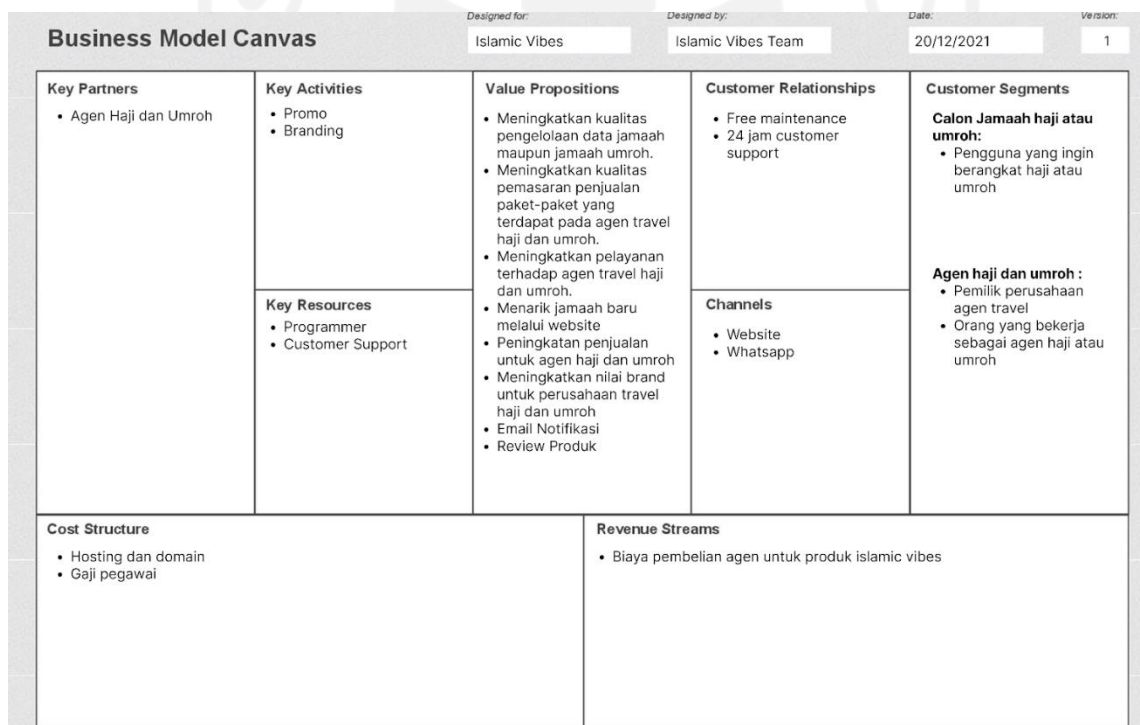 Designed for:
Designed by:
Date:
Version:
Business Model Canvas
Islamic Vibes
Islamic Vibes Team
20/12/2021
1
Key Partners
• Agen Haji dan Umroh
Key Activities
• Promo
• Branding
Key Resources
• Programmer
• Customer Support
Value Propositions
• Meningkatkan kualitas
pengelolaan data jamaah
maupun jamaah umroh.
• Meningkatkan kualitas
pemasaran penjualan
paket-paket yang
terdapat pada agen travel
haji dan umroh.
• Meningkatkan pelayanan
terhadap agen travel haji
dan umroh.
• Menarik jamaah baru
melalui website
• Peningkatan penjualan
untuk agen haji dan umroh
• Meningkatkan nilai brand
untuk perusahaan travel
haji dan umroh
• Email Notifikasi
• Review Produk
Customer Relationships
• Free maintenance
• 24 jam customer
support
Channels
• Website
• Whatsapp
Customer Segments
Calon Jamaah haji atau
umroh:
• Pengguna yang ingin
berangkat haji atau
umroh
Agen haji dan umroh :
• Pemilik perusahaan
agen travel
• Orang yang bekerja
sebagai agen haji atau
umroh
Cost Structure
• Hosting dan domain
• Gaji pegawai
Revenue Streams
• Biaya pembelian agen untuk produk islamic vibes